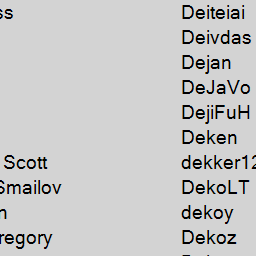 ss Deiteiai
Deivdas
Dejan
DeJaVo
DejiFuH
Deken
Scott dekker12
Smailov DekoLT
n dekoy
regory Dekoz